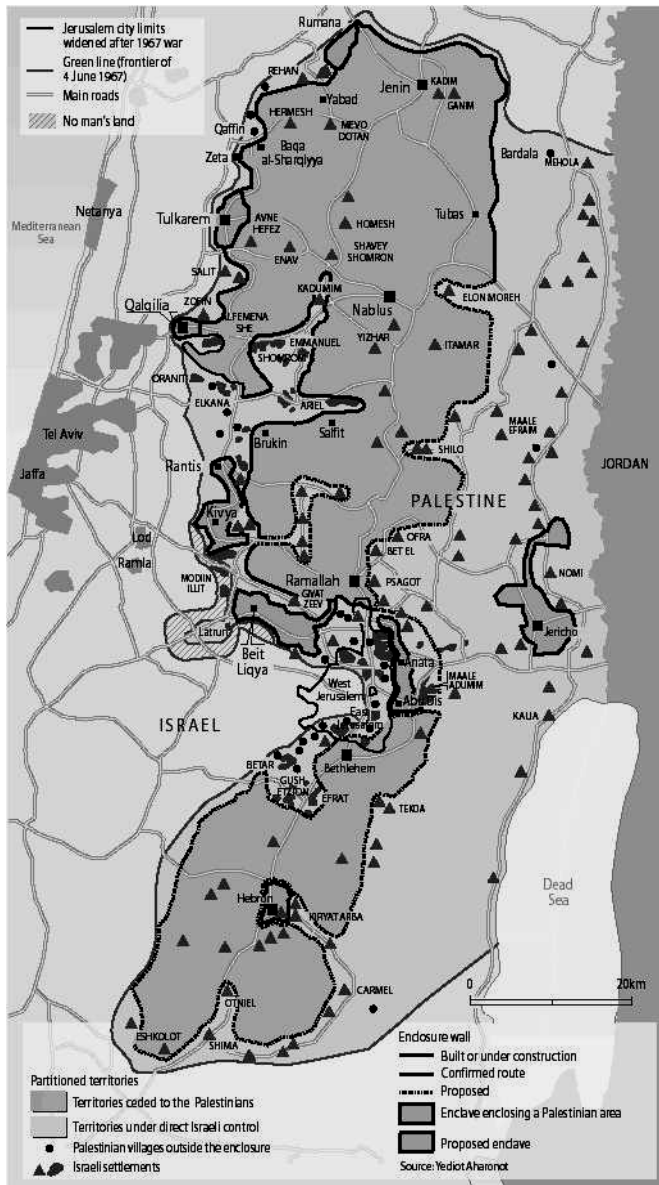 Jerusalem city limits
widened after 1967 war
Green line (frontier of
4 June 1967)
Main roads
No man's land
Rumana
REHAN
Jenin
KADIM
GANIM
Yabad
HERMESH
MEVO
DOTAN
Qaffin
Baqa
al-Sharqiyya
Zeta
Bardala
MEHOLA
Mediterranean
Sea
Netanya
Tulkarem
AVNE
HEFEZ
HOMESH
Tubas
ENAV
SHAVEY
SHOMRON
SALIT
KADUMIM
ELON MOREH
ZOFIN
Nablus
Qalqilia
ALFEMENA
SHE
EMMANUEL
YIZHAR
ITAMAR
SHOMRON
ORANIT
ELKANA
ARIEL
MAALE
EFRAIM
Tel Aviv
Brukin
Salfit
Jaffa
SHILO
Rantis
JORDAN
PALESTINE
Kivya
Lod
OFRA
BET EL
Ramla
MODIIN
ILLIT
Ramallah
PSAGOT
NOMI
GIVAT
ZEEV
Jericho
Latrun
Beit
Liqya
Anata
West
Jerusalem
MAALE
ADUMIM
Abu Dis
East
Jerusalem
KALIA
ISRAEL
BETAR
Bethlehem
GUSH
ETZION
EFRAT
TEKOA
Dead
Sea
Hebron
KIRYAT ARBA
CARMEL
OTNIEL
0
20km
ESHKOLOT
SHIMA
Partitioned territories
Territories ceded to the Palestinians
Territories under direct Israeli control
Palestinian villages outside the enclosure
Israeli settlements
Enclosure wall
Built or under construction
Confirmed route
Proposed
Enclave enclosing a Palestinian area
Proposed enclave
Source: Yediot Aharonot